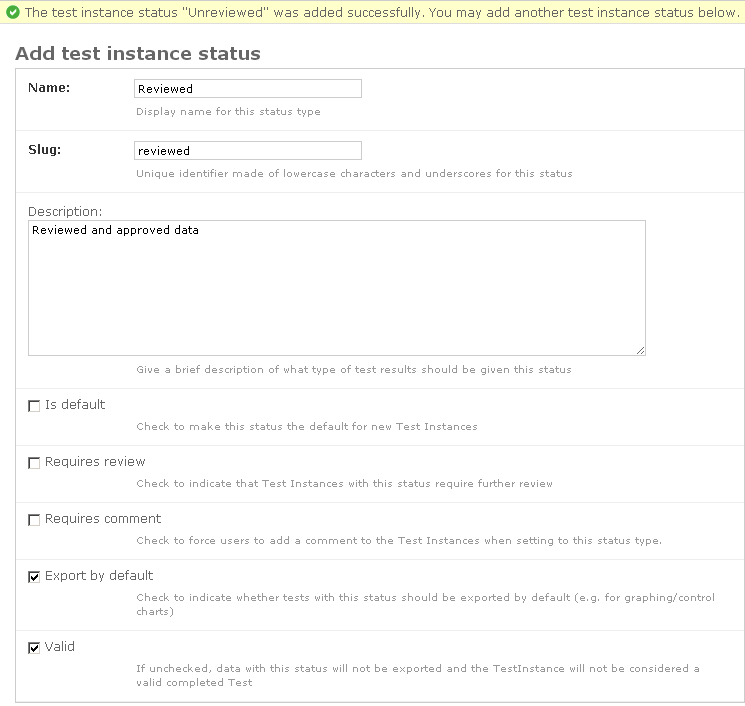 The test instance status "Unreviewed" was added successfully. You may add another test instance status below.
Add test instance status
Name: Reviewed
Display name for this status type
Slug: reviewed
Unique identifier made of lowercase characters and underscores for this status
Description:
Reviewed and approved data
Give a brief description of what type of test results should be given this status
Is default
Check to make this status the default for new Test Instances
Requires review
Check to indicate that Test Instances with this status require further review
Requires comment
Check to force users to add a comment to the Test Instances when setting to this status type.
Export by default
Check to indicate whether tests with this status should be exported by default (e.g. for graphing/control
charts)
Valid
If unchecked, data with this status will not be exported and the TestInstance will not be considered a
valid completed Test